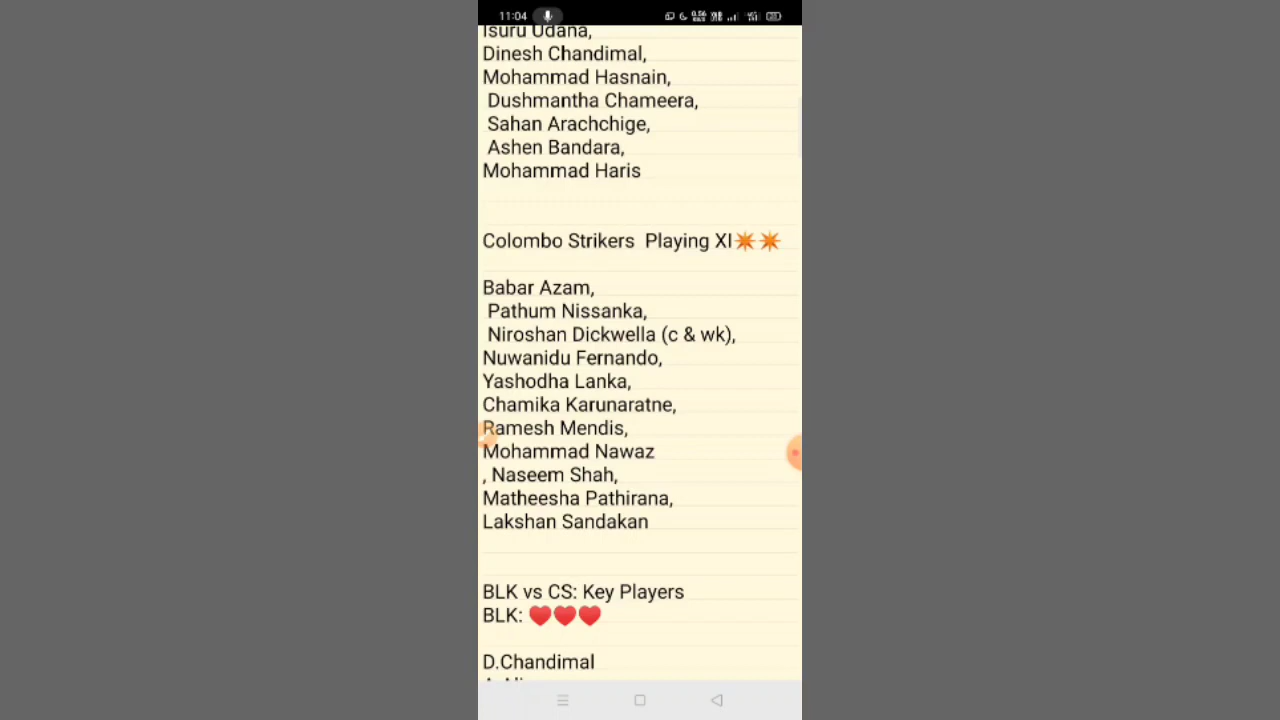 11:04
0.56
Isuru Udana,
Dinesh Chandimal,
Mohammad Hasnain,
Dushmantha Chameera,
Sahan Arachchige,
Ashen Bandara,
Mohammad Haris
Colombo Strikers  Playing XI💥💥
Babar Azam,
Pathum Nissanka,
Niroshan Dickwella (c & wk),
Nuwanidu Fernando,
Yashodha Lanka,
Chamika Karunaratne,
Ramesh Mendis,
Mohammad Nawaz
, Naseem Shah,
Matheesha Pathirana,
Lakshan Sandakan
BLK vs CS: Key Players
BLK: ♥️♥️♥️
D.Chandimal